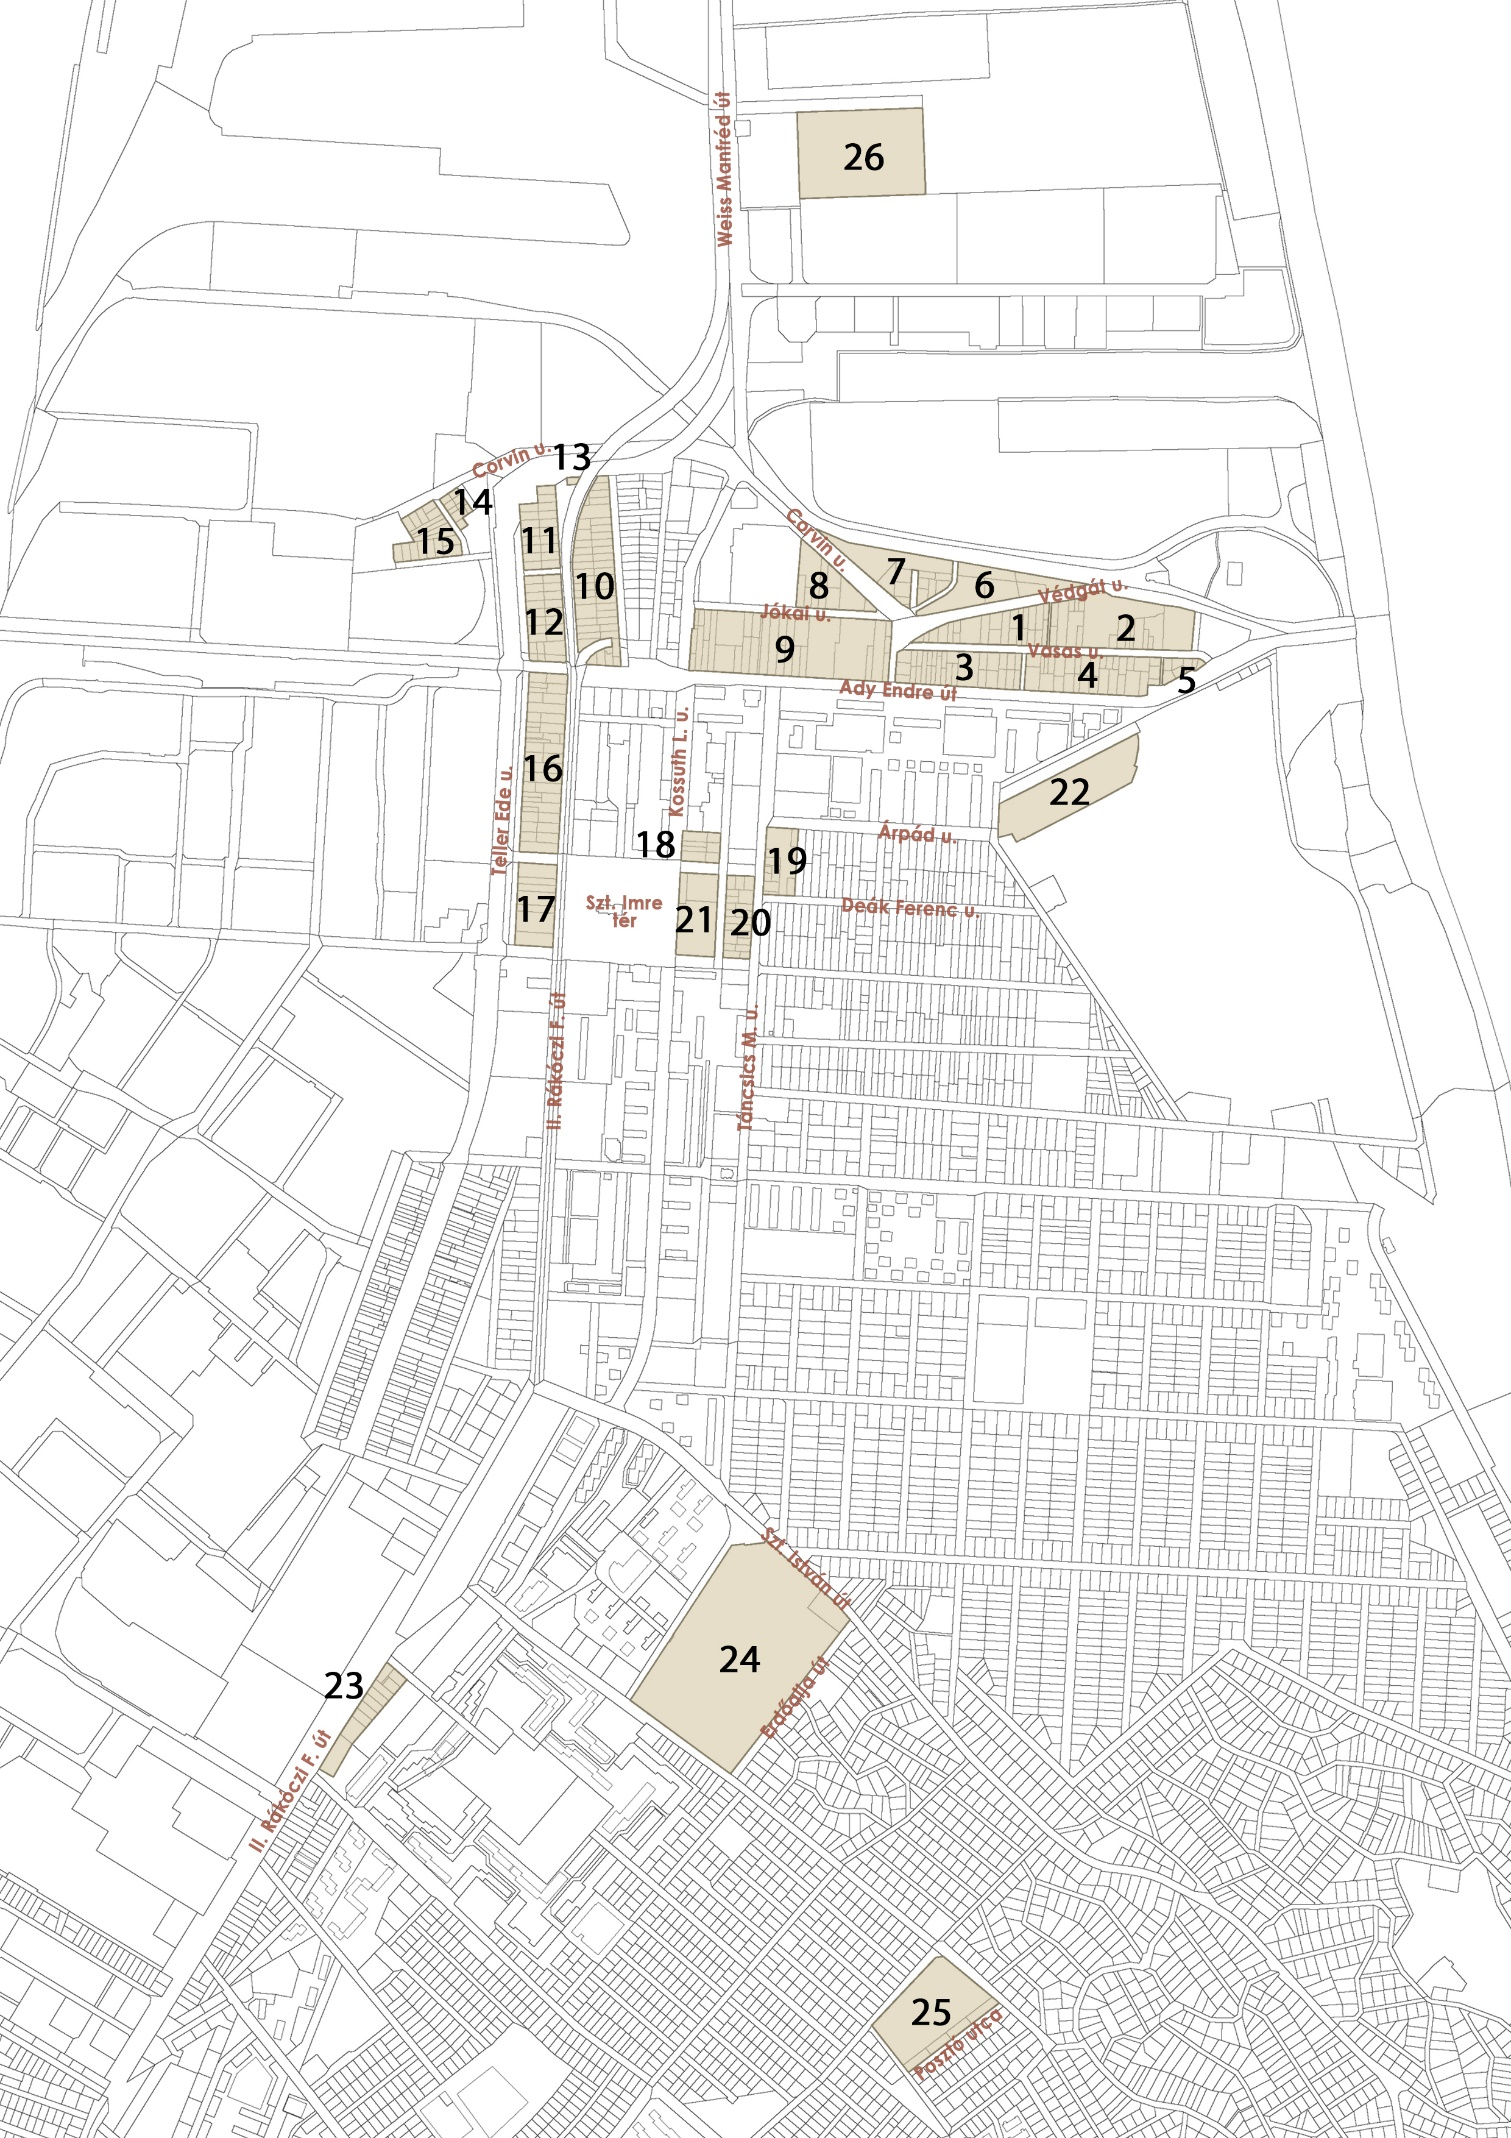 Weiss Manfréd út
26
Corvin u.
13
14
15
11
10
12
Corvin u.
7
8
6
Védgát u.
Jókai u.
1
2
9
Vasas u.
3
4
5
Ady Endre út
16
Teller Ede u.
Kossuth L. u.
22
18
19
Árpád u.
17
Szt. Imre
tér
21
20
Deák Ferenc u.
II. Rákóczi F. út
Táncsics M. u.
Szt. István út
24
Erdőalja út
23
II. Rákóczi F. út
25
Posztó utca